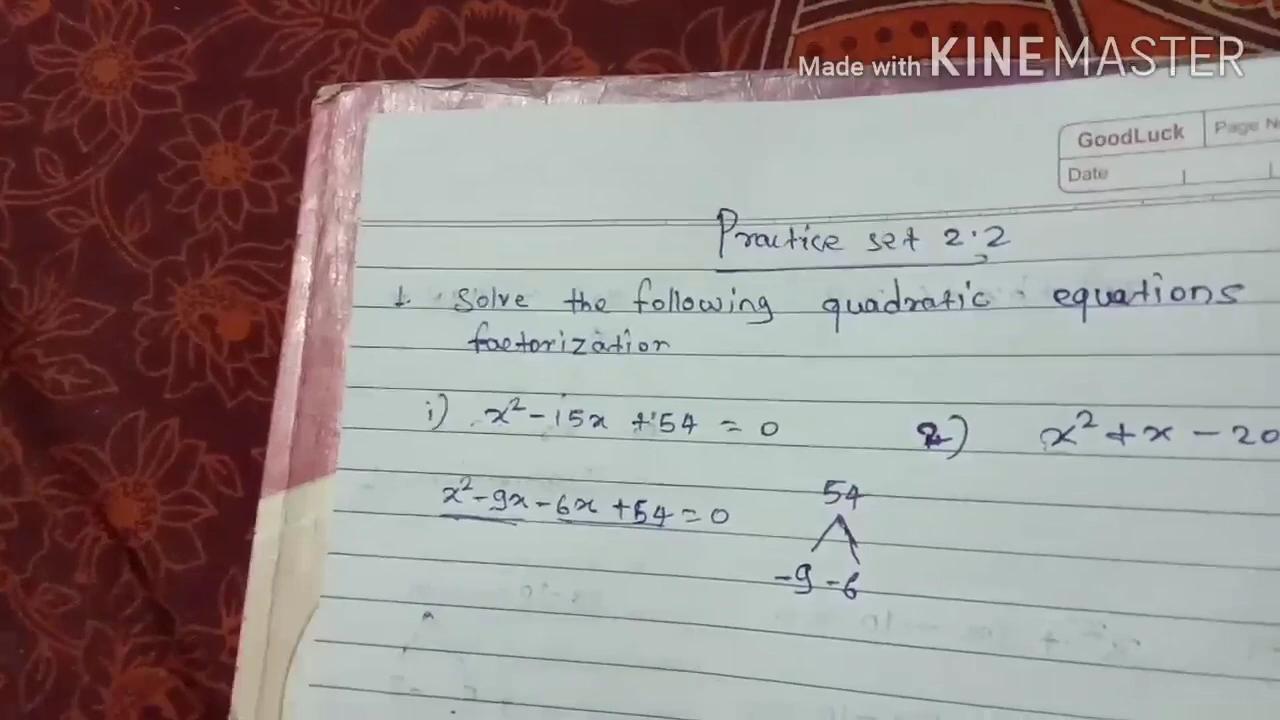 Made with KINEMASTER
GoodLuck
Page N
Date
Practice set 2.2
1. Solve the following quadratic equations
factorization
i) x² - 15x + 54 = 0
2) x² + x - 20
x² - 9x - 6x + 54 = 0
54
-9 -6